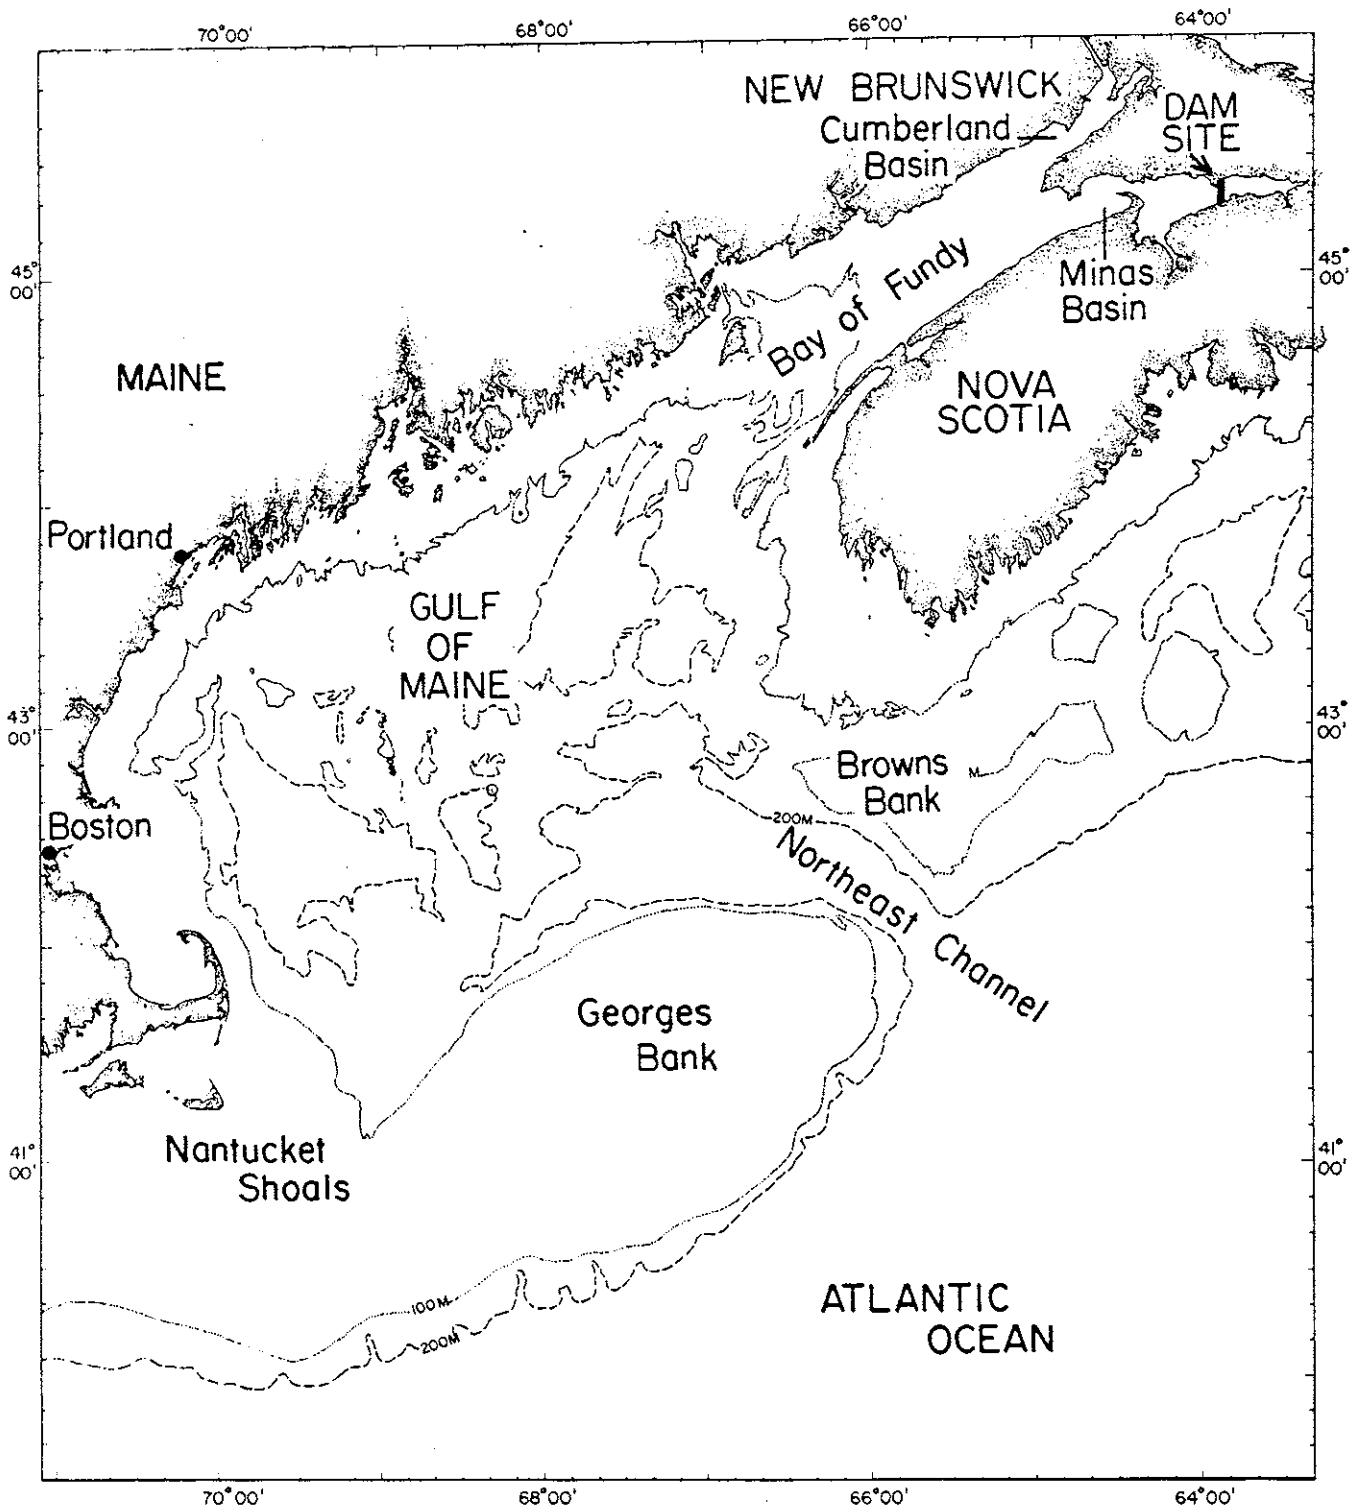 70°00'
68°00'
66°00'
64°00'
NEW BRUNSWICK
Cumberland
Basin
DAM
SITE
45°
00'
45°
00'
Bay of Fundy
Minas
Basin
MAINE
NOVA
SCOTIA
Portland
GULF
OF
MAINE
43°
00'
43°
00'
Browns
Bank
M
200M
Boston
Northeast Channel
Georges
Bank
41°
00'
41°
00'
Nantucket
Shoals
100M
200M
ATLANTIC
OCEAN
70°00'
68°00'
66°00'
64°00'